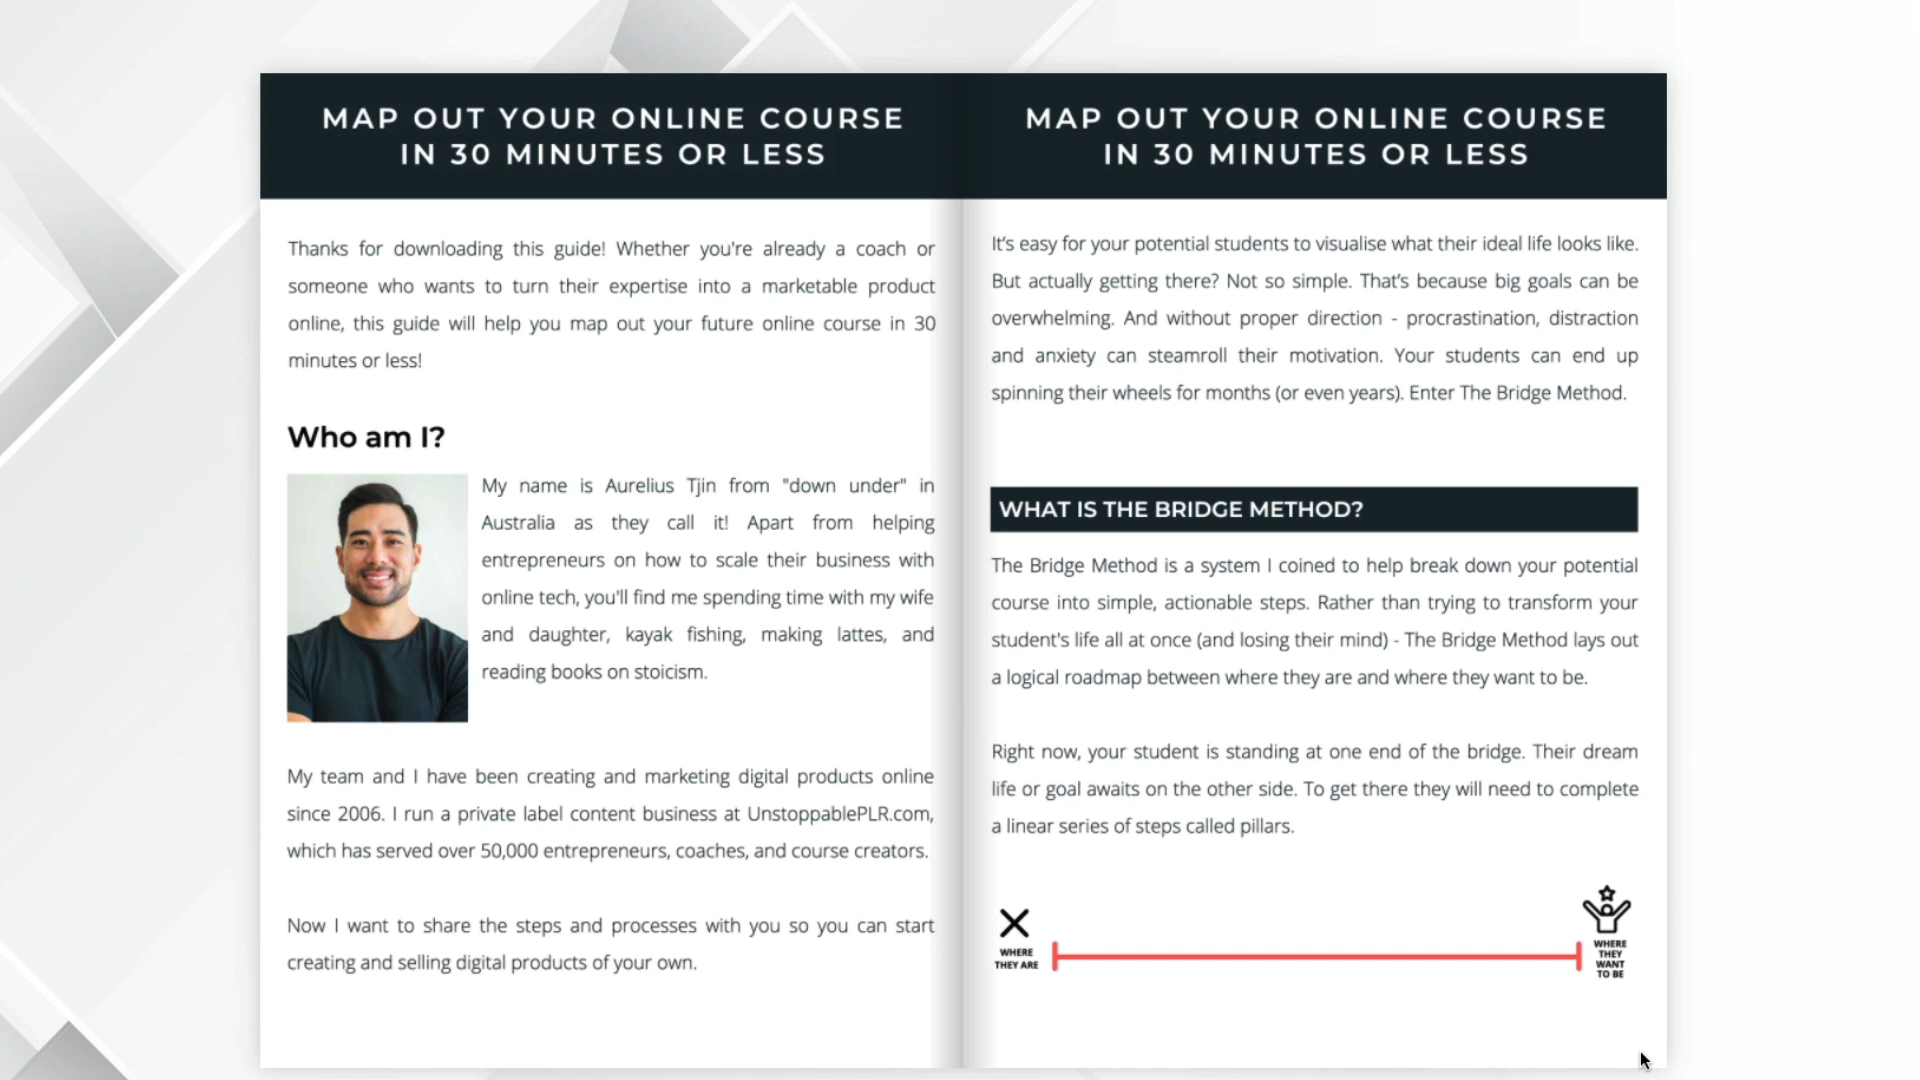 MAP OUT YOUR ONLINE COURSE
IN 30 MINUTES OR LESS
Thanks for downloading this guide! Whether you're already a coach or
someone who wants to turn their expertise into a marketable product
online, this guide will help you map out your future online course in 30
minutes or less!
Who am I?
My name is Aurelius Tjin from "down under" in
Australia as they call it! Apart from helping
entrepreneurs on how to scale their business with
online tech, you'll find me spending time with my wife
and daughter, kayak fishing, making lattes, and
reading books on stoicism.
My team and I have been creating and marketing digital products online
since 2006. I run a private label content business at UnstoppablePLR.com,
which has served over 50,000 entrepreneurs, coaches, and course creators.
Now I want to share the steps and processes with you so you can start
creating and selling digital products of your own.
MAP OUT YOUR ONLINE COURSE
IN 30 MINUTES OR LESS
It's easy for your potential students to visualise what their ideal life looks like.
But actually getting there? Not so simple. That's because big goals can be
overwhelming. And without proper direction - procrastination, distraction
and anxiety can steamroll their motivation. Your students can end up
spinning their wheels for months (or even years). Enter The Bridge Method.
WHAT IS THE BRIDGE METHOD?
The Bridge Method is a system I coined to help break down your potential
course into simple, actionable steps. Rather than trying to transform your
student's life all at once (and losing their mind) - The Bridge Method lays out
a logical roadmap between where they are and where they want to be.
Right now, your student is standing at one end of the bridge. Their dream
life or goal awaits on the other side. To get there they will need to complete
a linear series of steps called pillars.
WHERE
THEY ARE
WHERE
THEY
WANT
TO BE